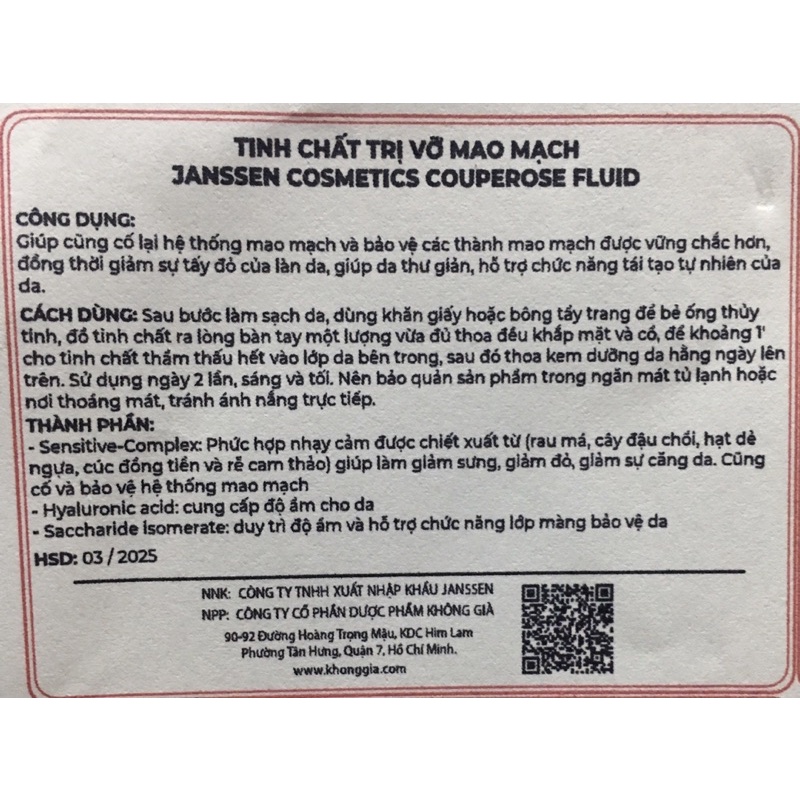 TINH CHẤT TRỊ VỠ MAO MẠCH
JANSSEN COSMETICS COUPEROSE FLUID
CÔNG DỤNG:
Giúp cũng cố lại hệ thống mao mạch và bảo vệ các thành mao mạch được vững chắc hơn,
đồng thời giảm sự tấy đỏ của làn da, giúp da thư giản, hỗ trợ chức năng tái tạo tự nhiên của
da.
CÁCH DÙNG: Sau bước làm sạch da, dùng khăn giấy hoặc bông tẩy trang để bẻ ống thủy
tinh, đổ tinh chất ra lòng bàn tay một lượng vừa đủ thoa đều khắp mặt và cổ, để khoảng 1'
cho tinh chất thẩm thấu hết vào lớp da bên trong, sau đó thoa kem dưỡng da hằng ngày lên
trên. Sử dụng ngày 2 lần, sáng và tối. Nên bảo quản sản phẩm trong ngăn mát tủ lạnh hoặc
nơi thoáng mát, tránh ánh nắng trực tiếp.
THÀNH PHẦN:
- Sensitive-Complex: Phức hợp nhạy cảm được chiết xuất từ (rau má, cây đậu chổi, hạt dẻ
ngựa, cúc đồng tiền và rễ cam thảo) giúp làm giảm sưng, giảm đỏ, giảm sự căng da. Cũng
cố và bảo vệ hệ thống mao mạch
- Hyaluronic acid: cung cấp độ ẩm cho da
- Saccharide isomerate: duy trì độ ẩm và hỗ trợ chức năng lớp màng bảo vệ da
HSD: 03 / 2025
NNK: CÔNG TY TNHH XUẤT NHẬP KHẨU JANSSEN
NPP: CÔNG TY CỔ PHẦN DƯỢC PHẨM KHÔNG GIÀ
90-92 Đường Hoàng Trọng Mậu, KDC Him Lam
Phường Tân Hưng, Quận 7, Hồ Chí Minh.
www.khonggia.com